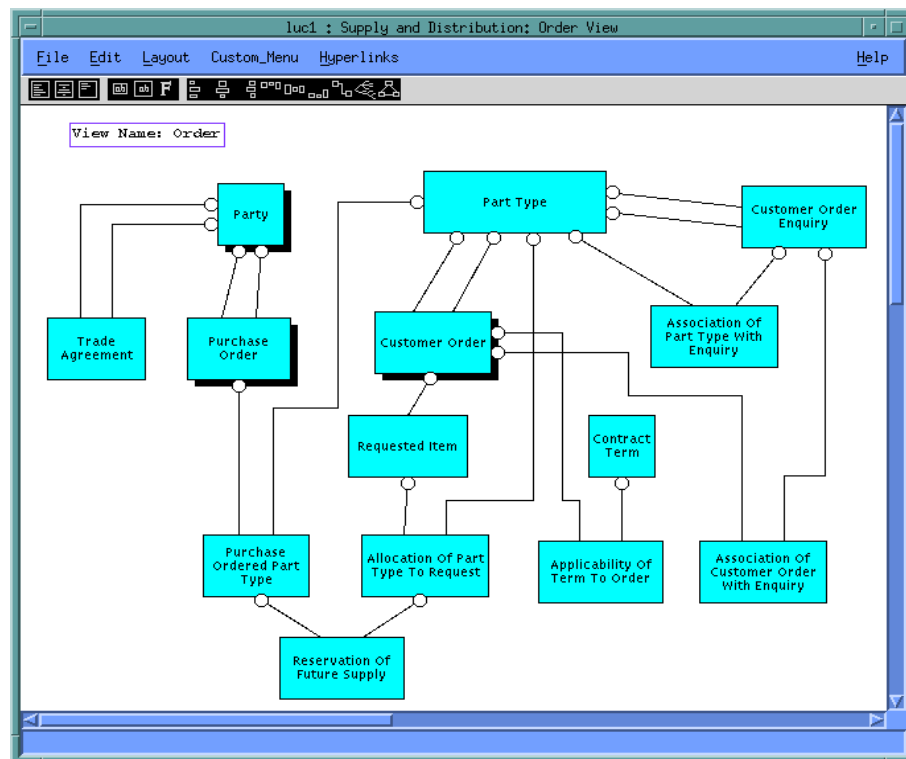 luc1 : Supply and Distribution: Order View
File Edit Layout Custom_Menu Hyperlinks Help
View Name: Order
Party
Part Type
Customer Order
Enquiry
Trade
Agreement
Purchase
Order
Customer Order
Association Of
Part Type With
Enquiry
Requested Item
Contract
Term
Purchase
Ordered Part
Type
Allocation Of Part
Type To Request
Applicability Of
Term To Order
Association Of
Customer Order
With Enquiry
Reservation Of
Future Supply